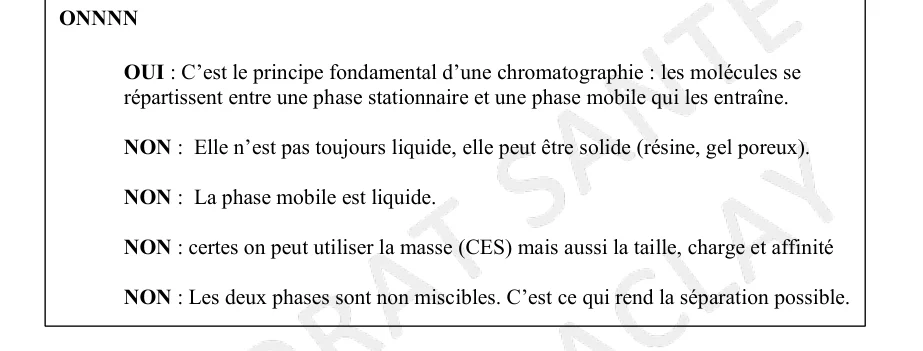 ONNNN
OUI : C’est le principe fondamental d’une chromatographie : les molécules se
répartissent entre une phase stationnaire et une phase mobile qui les entraîne.
NON : Elle n’est pas toujours liquide, elle peut être solide (résine, gel poreux).
NON : La phase mobile est liquide.
NON : certes on peut utiliser la masse (CES) mais aussi la taille, charge et affinité
NON : Les deux phases sont non miscibles. C’est ce qui rend la séparation possible.
RAT SANTE
ACLAY